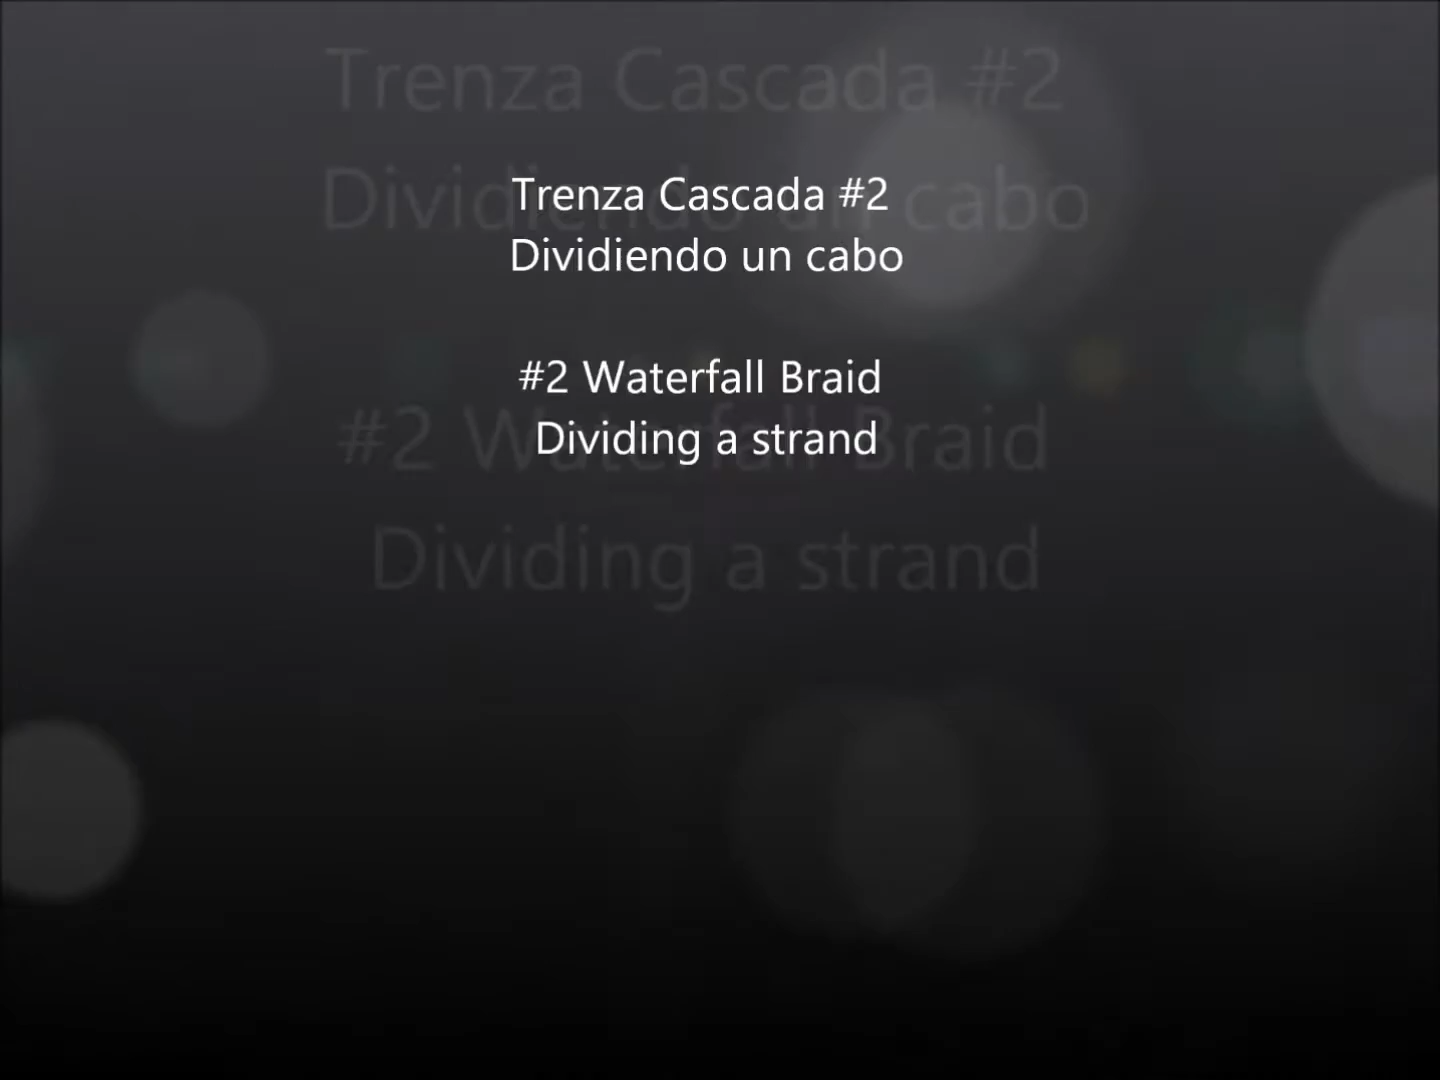 Trenza Cascada #2
Dividiendo un cabo
#2 Waterfall Braid
Dividing a strand